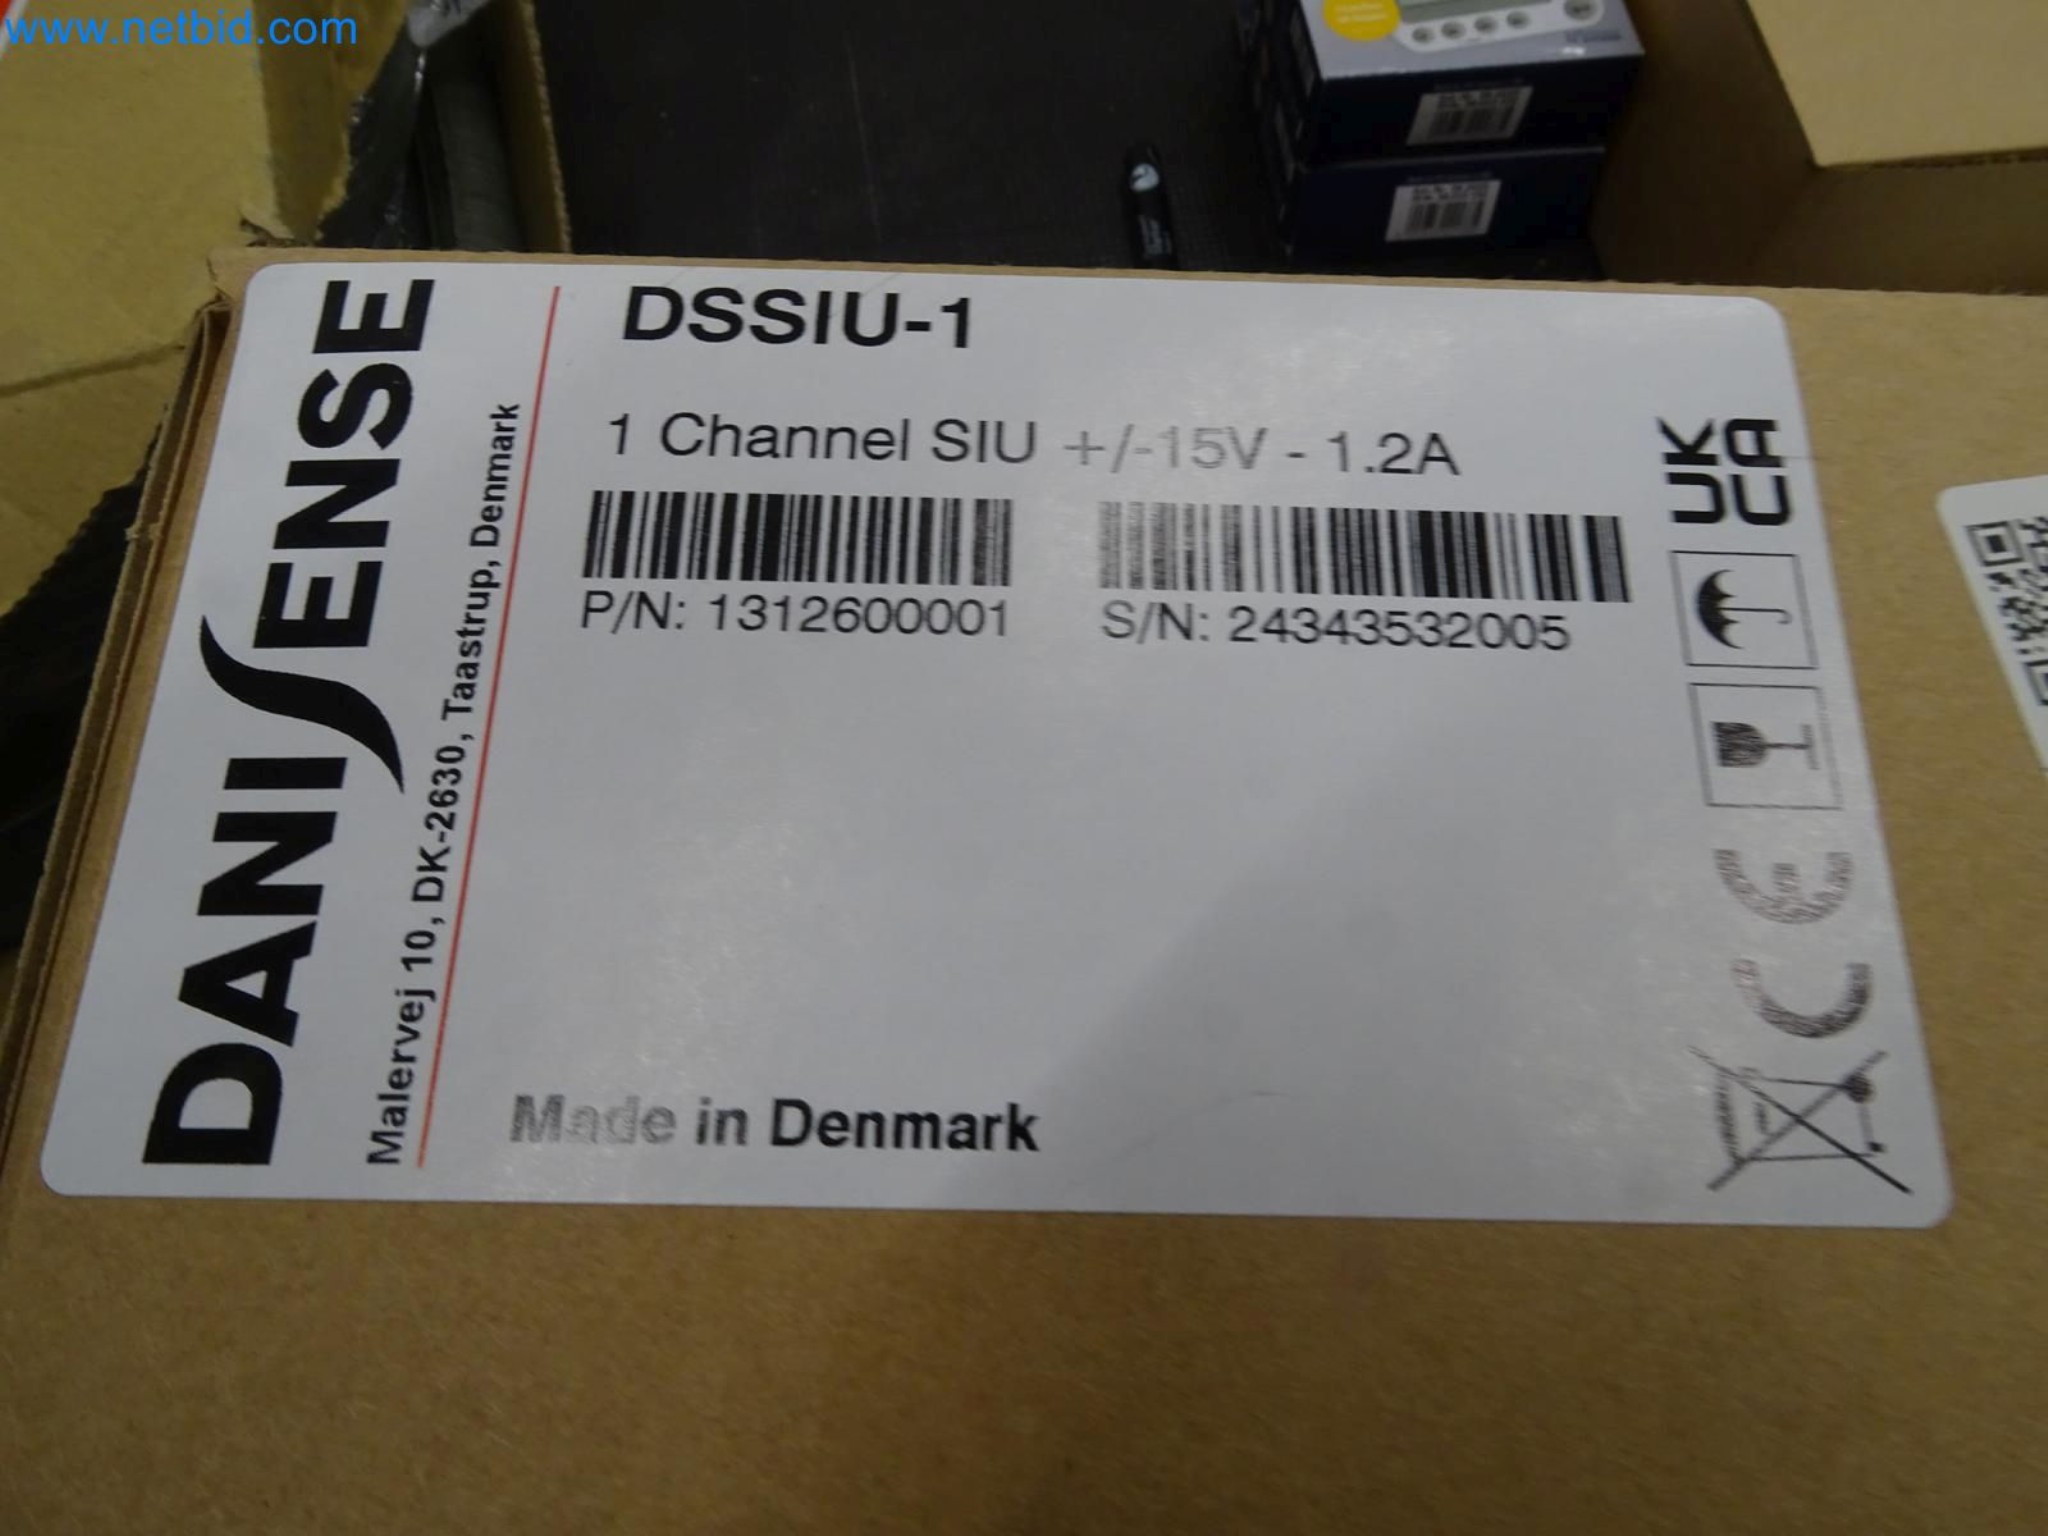 www.netbid.com
DANISENSE
Malervej 10, DK-2630, Taastrup, Denmark
DSSIU-1
1 Channel SIU +/-15V - 1.2A
P/N: 1312600001
S/N: 24343532005
Made in Denmark
UK
CA
CE